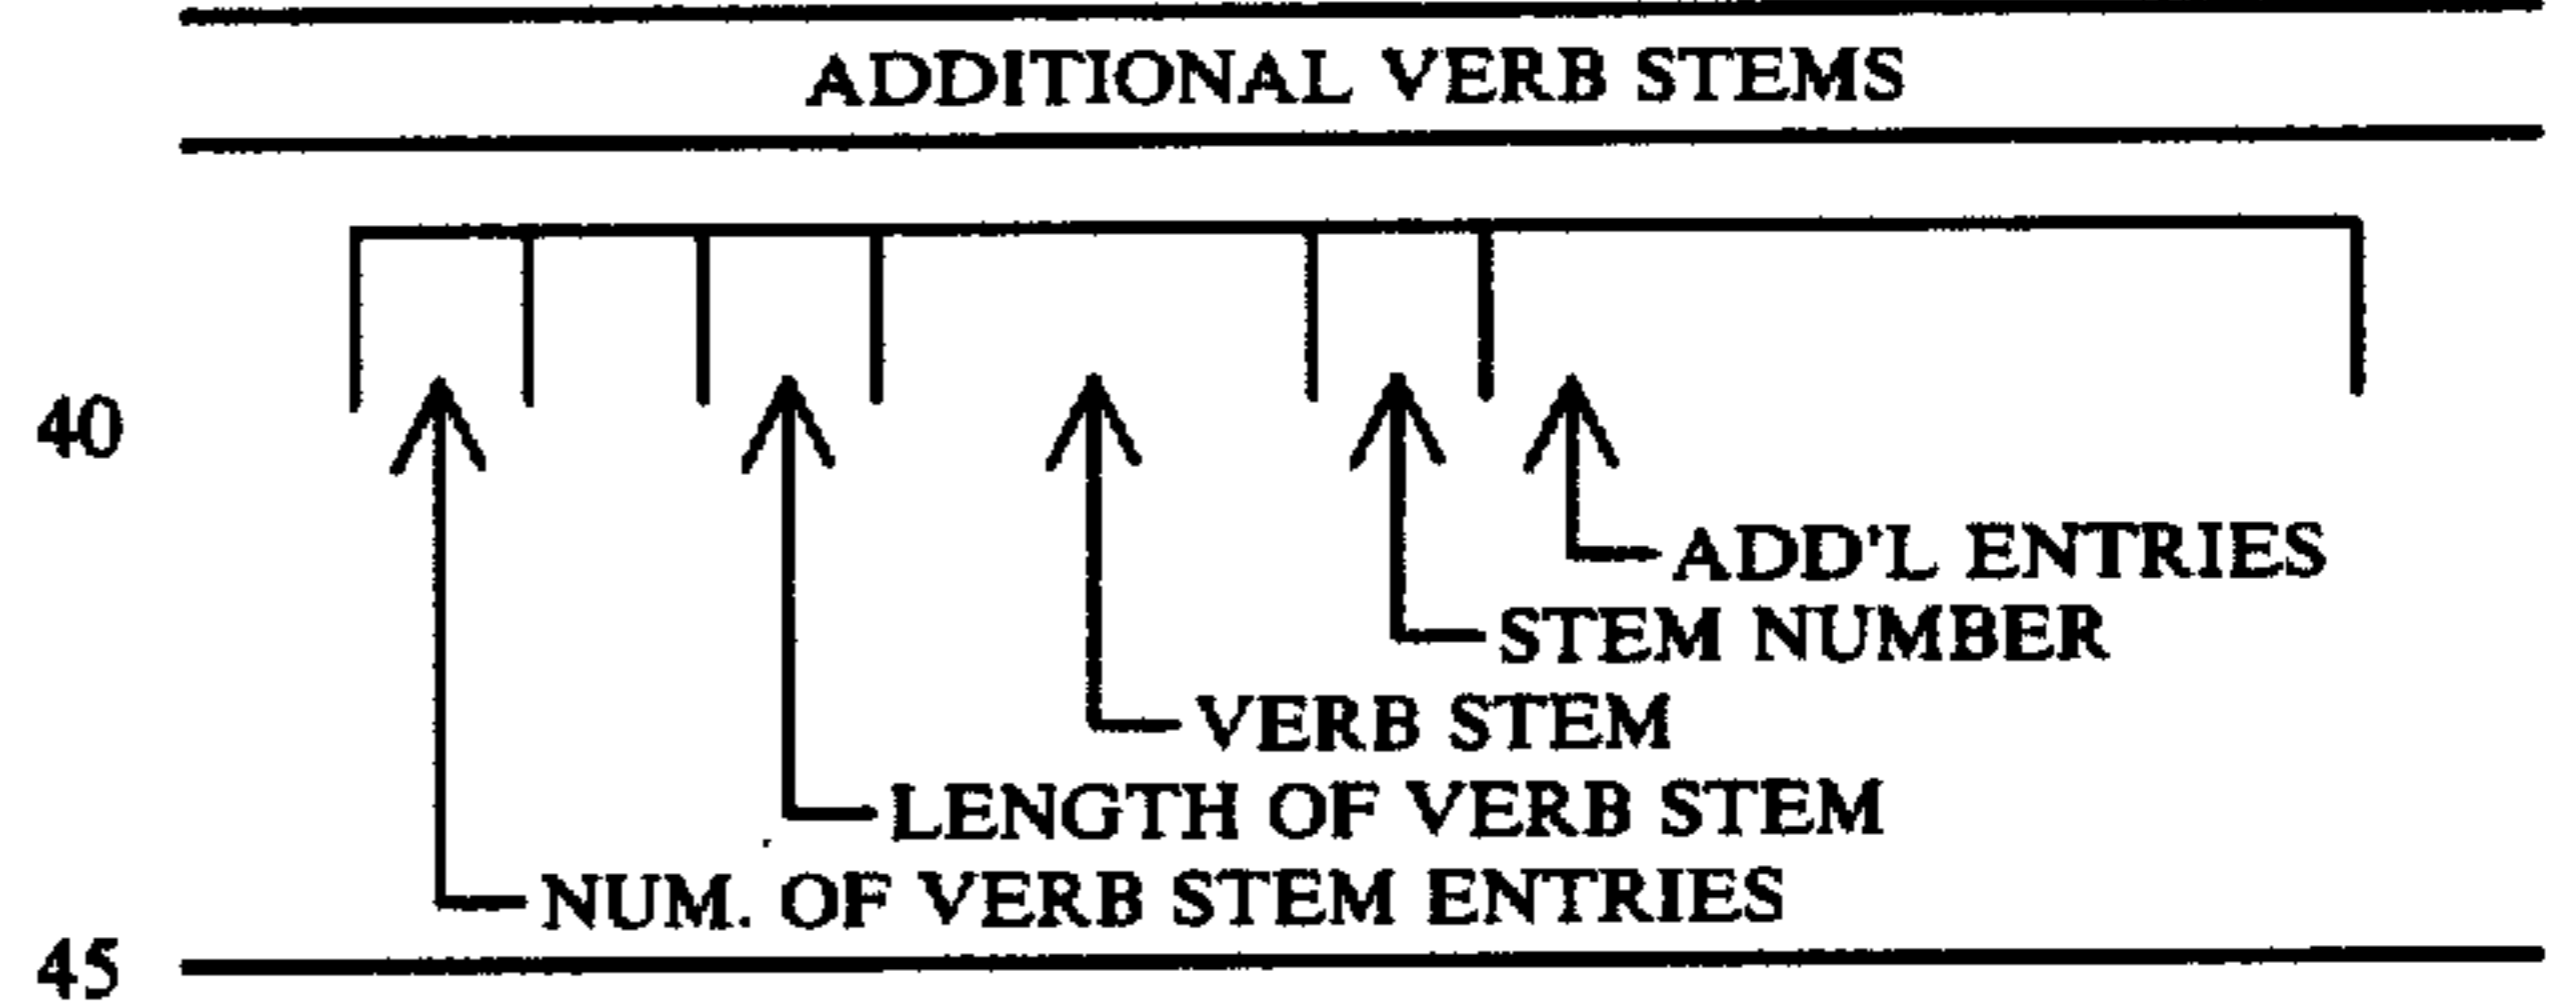 ADDITIONAL VERB STEMS
40
ADD'L ENTRIES
STEM NUMBER
VERB STEM
LENGTH OF VERB STEM
NUM. OF VERB STEM ENTRIES
45